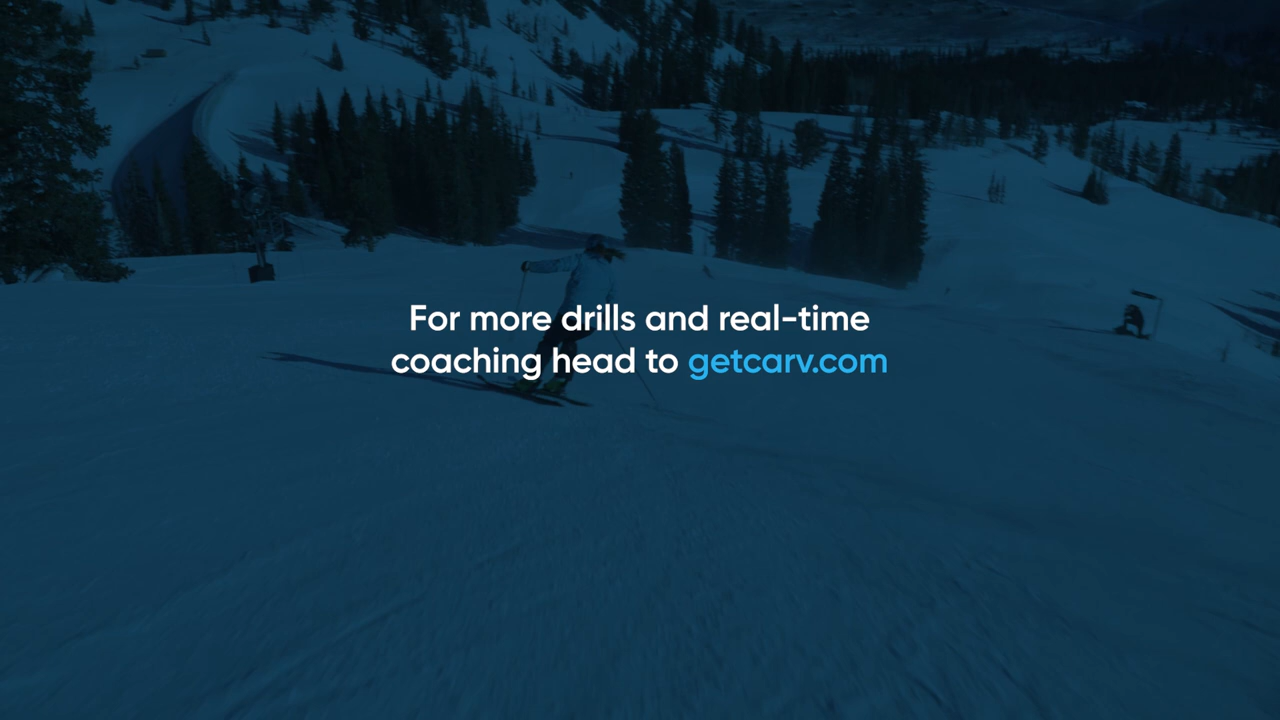 For more drills and real-time
coaching head to getcarv.com